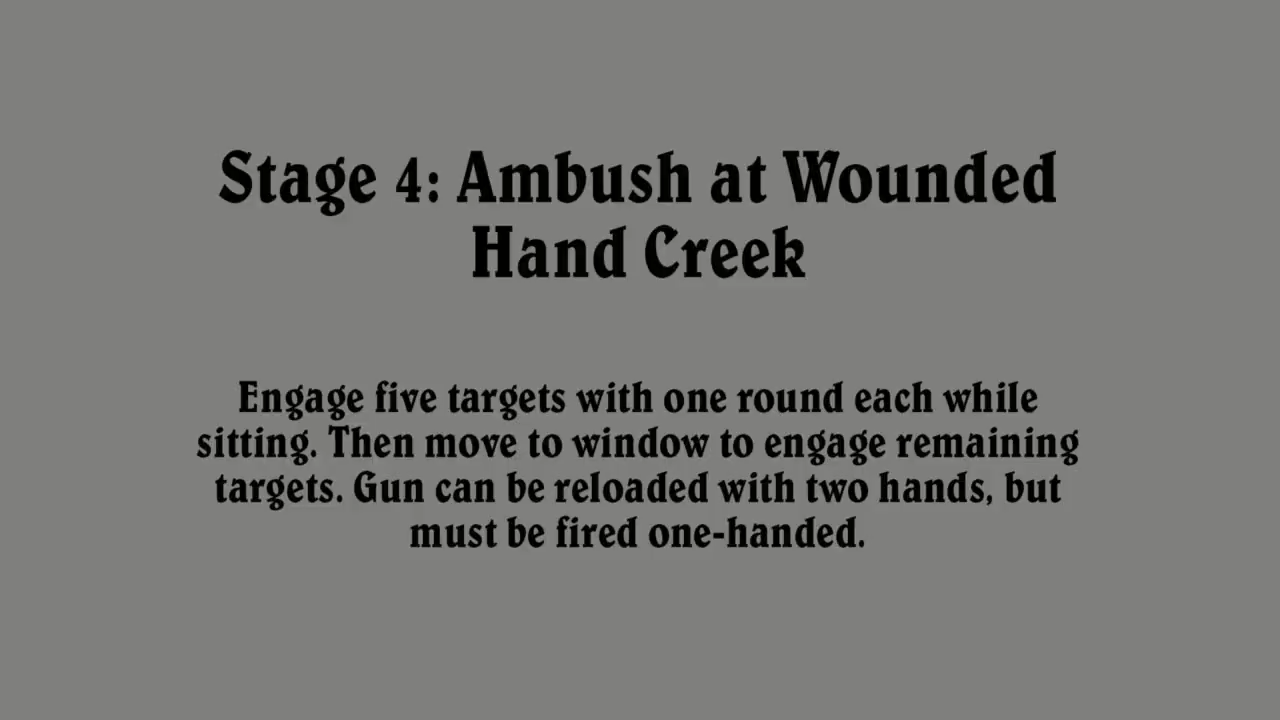 Stage 4: Ambush at Wounded
Hand Creek
Engage five targets with one round each while
sitting. Then move to window to engage remaining
targets. Gun can be reloaded with two hands, but
must be fired one-handed.